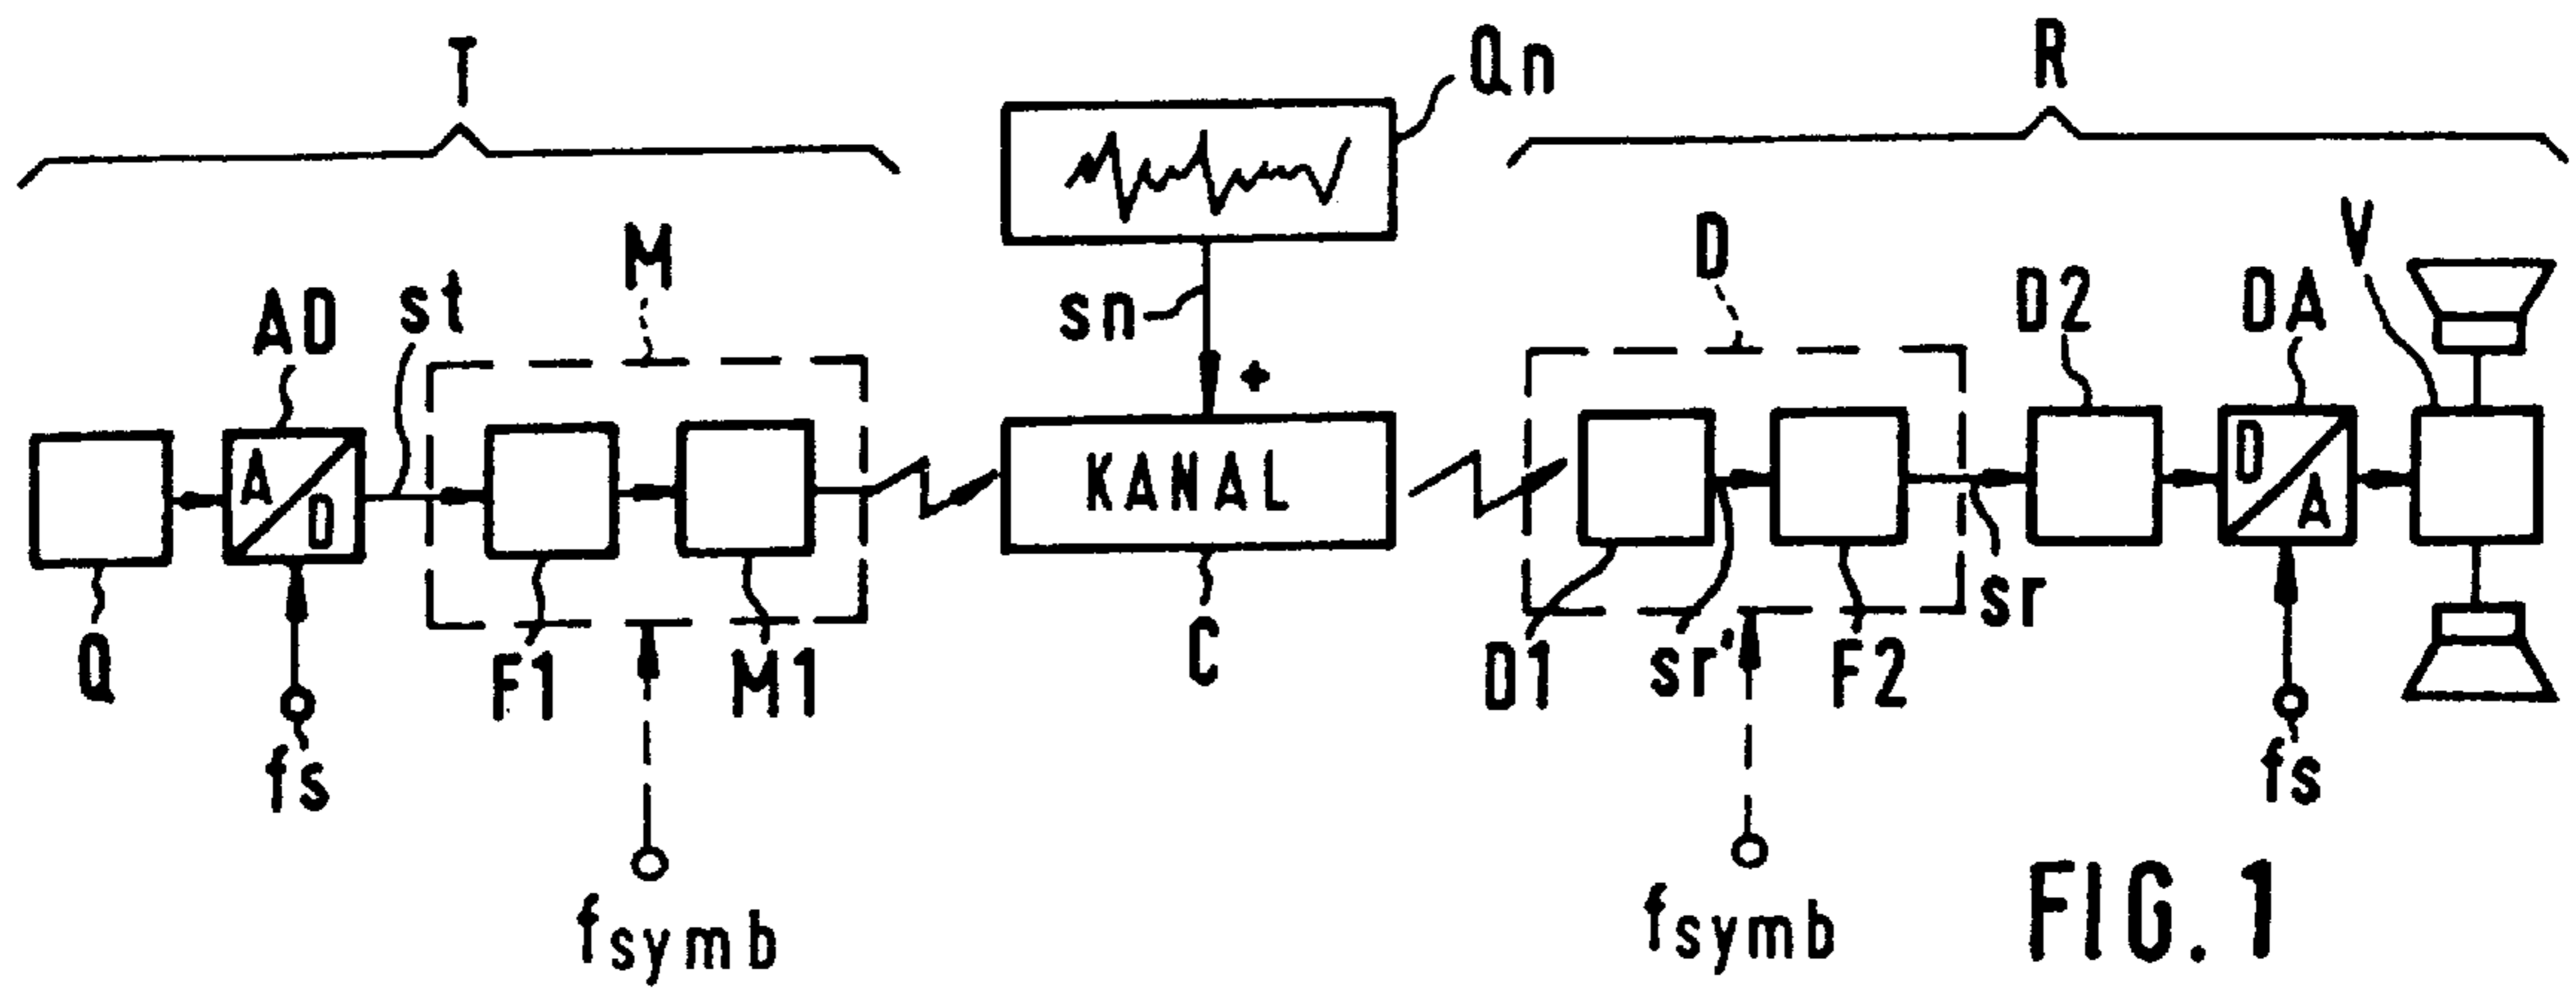 T
Qn
R
M
D
V
AD
st
sn
+
D2
DA
A
D
KANAL
D
A
Q
F1
M1
C
D1
sr'
F2
sr
fs
fs
fsymb
fsymb
FIG. 1